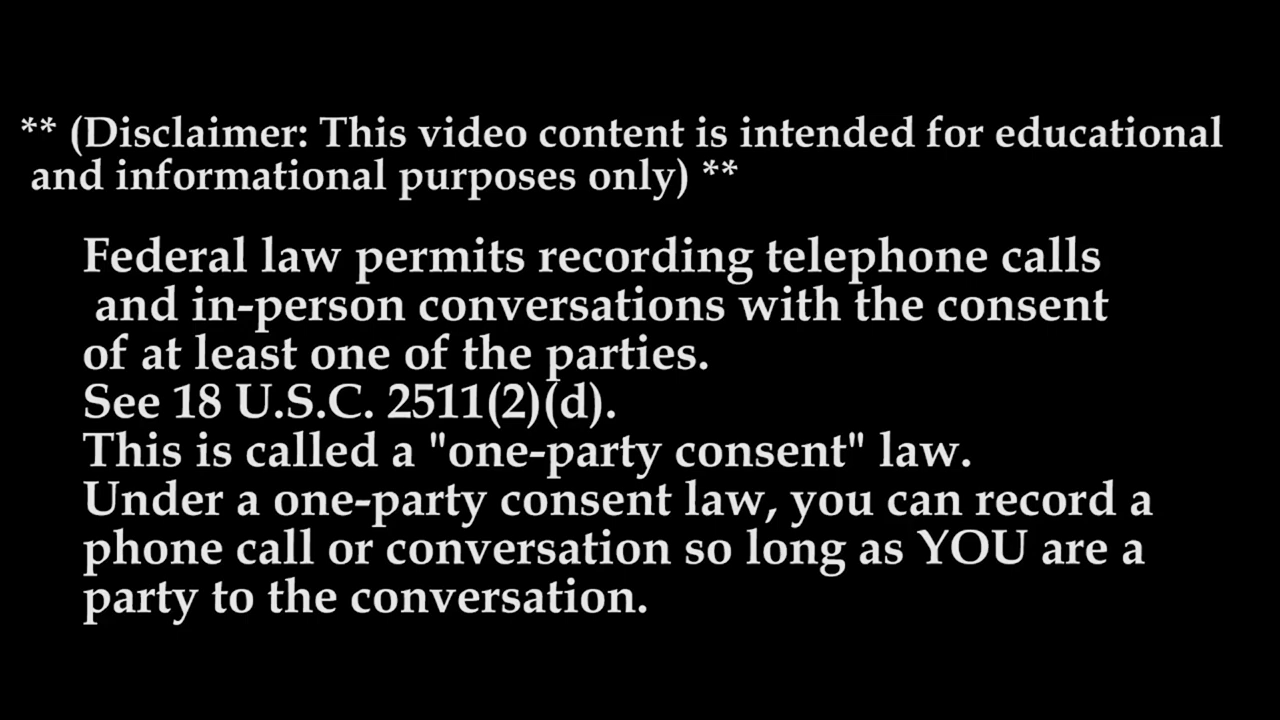 ** (Disclaimer: This video content is intended for educational
and informational purposes only) **
Federal law permits recording telephone calls
and in-person conversations with the consent
of at least one of the parties.
See 18 U.S.C. 2511(2)(d).
This is called a "one-party consent" law.
Under a one-party consent law, you can record a
phone call or conversation so long as YOU are a
party to the conversation.